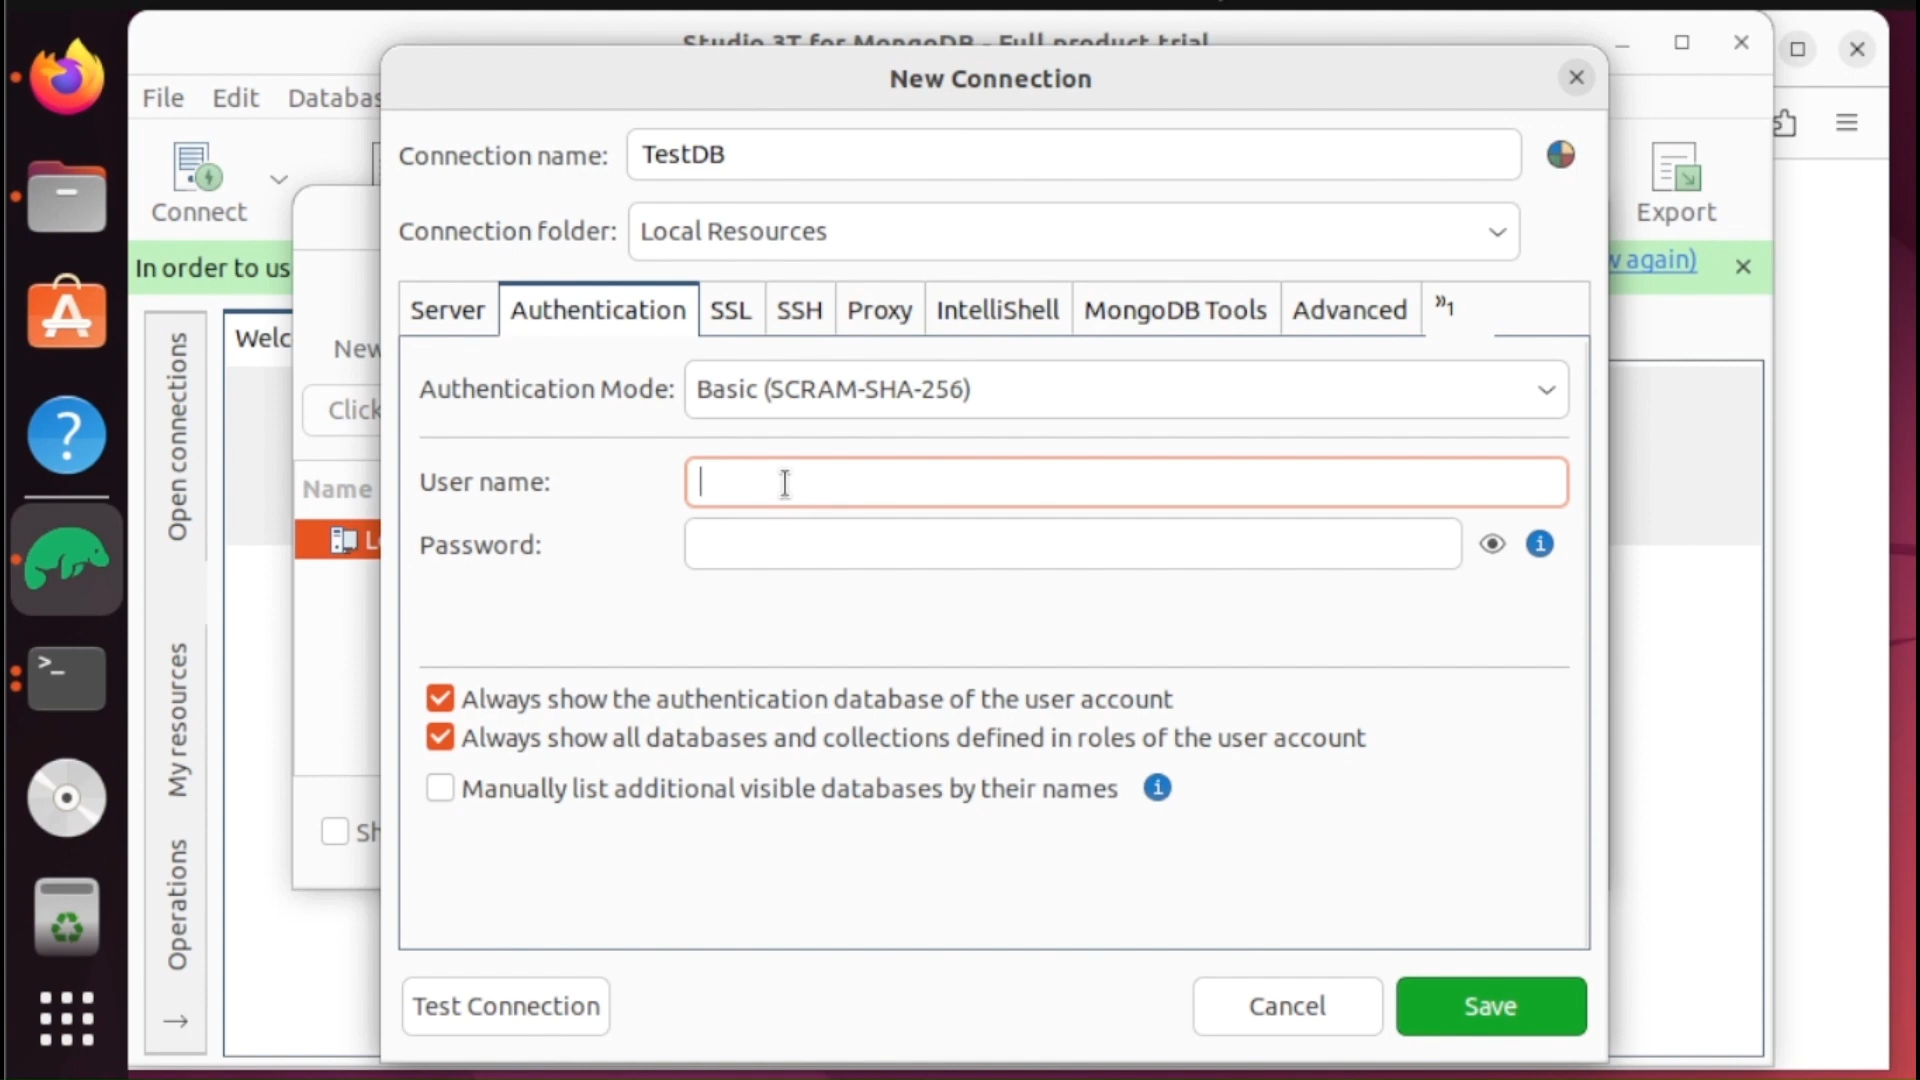 Studio 3T for MongoDB - Full product trial
New Connection
File Edit Databas
Connection name: TestDB
Connect
Export
Connection folder: Local Resources
In order to us
w again)
Server Authentication SSL SSH Proxy IntelliShell MongoDB Tools Advanced »1
Welc
New
Authentication Mode: Basic (SCRAM-SHA-256)
Click
Open connections
User name:
Name
Password:
Always show the authentication database of the user account
My resources
Always show all databases and collections defined in roles of the user account
Manually list additional visible databases by their names
Sh
Operations
Test Connection
Cancel
Save